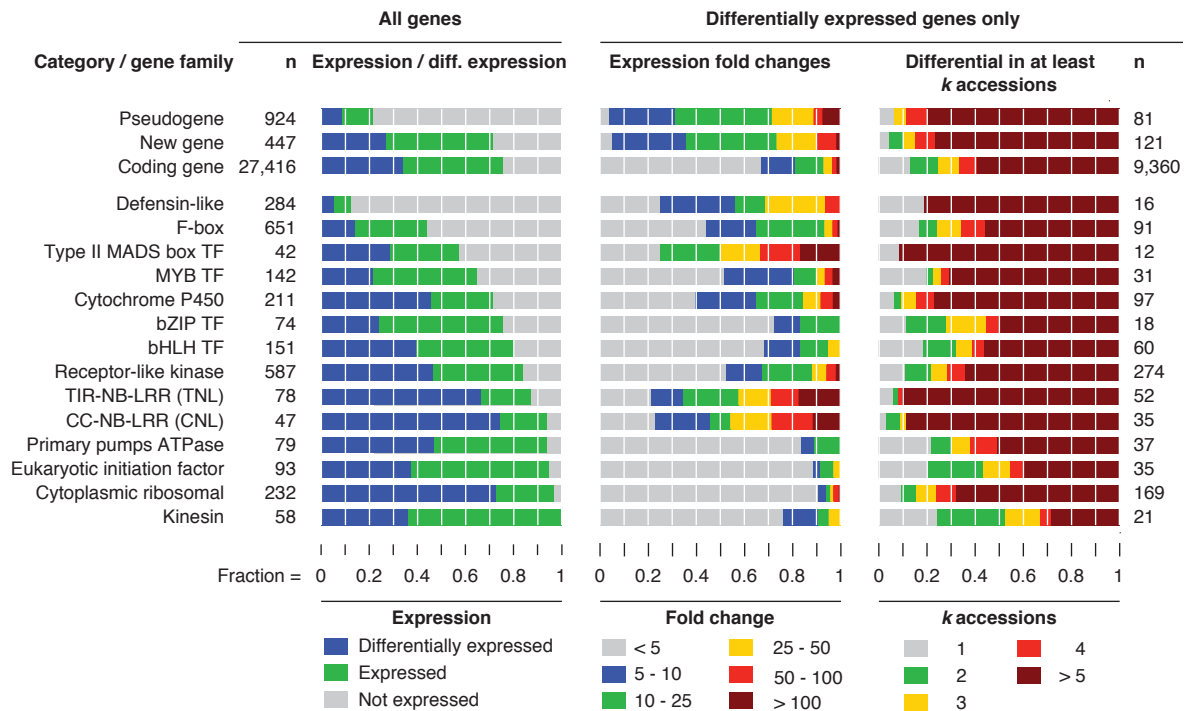 All genes Differentially expressed genes only
Category / gene family n Expression / diff. expression Expression fold changes Differential in at least k accessions n
Pseudogene 924 81
New gene 447 121
Coding gene 27,416 9,360
Defensin-like 284 16
F-box 651 91
Type II MADS box TF 42 12
MYB TF 142 31
Cytochrome P450 211 97
bZIP TF 74 18
bHLH TF 151 60
Receptor-like kinase 587 274
TIR-NB-LRR (TNL) 78 52
CC-NB-LRR (CNL) 47 35
Primary pumps ATPase 79 37
Eukaryotic initiation factor 93 35
Cytoplasmic ribosomal 232 169
Kinesin 58 21
Fraction = 0 0.2 0.4 0.6 0.8 1 0 0.2 0.4 0.6 0.8 1 0 0.2 0.4 0.6 0.8 1
Expression Fold change k accessions
Differentially expressed < 5 25 - 50 1 4
Expressed 5 - 10 50 - 100 2 > 5
Not expressed 10 - 25 > 100 3